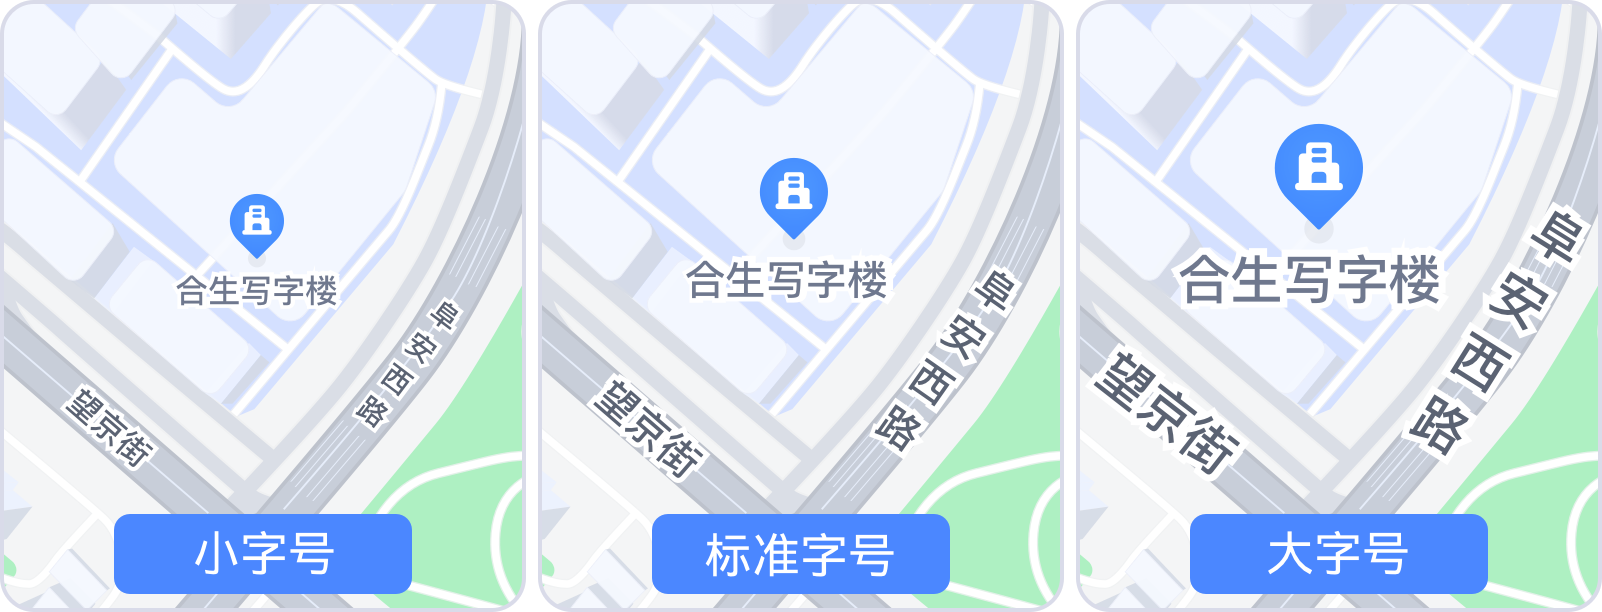 合生写字楼
阜安西路
望京街
小字号
合生写字楼
阜安西路
望京街
标准字号
合生写字楼
阜安西路
望京街
大字号